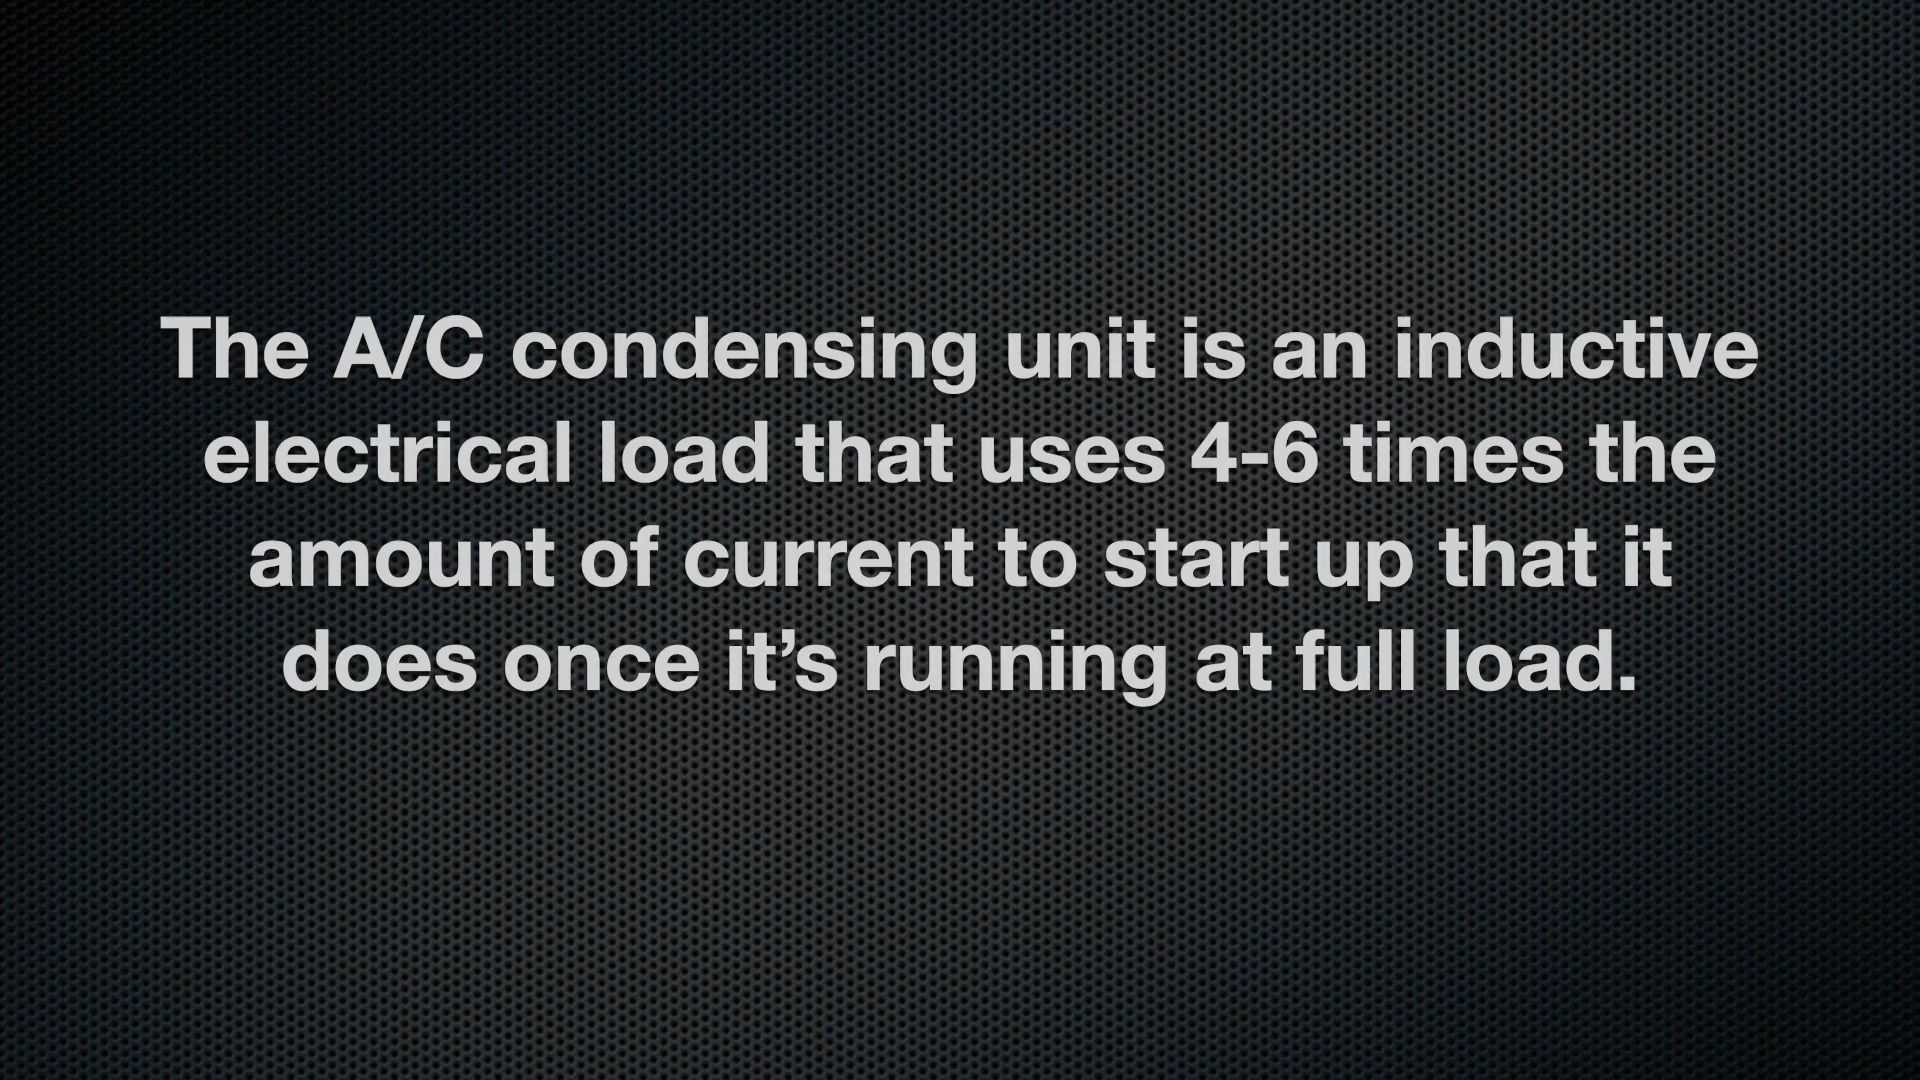 The A/C condensing unit is an inductive
electrical load that uses 4-6 times the
amount of current to start up that it
does once it’s running at full load.